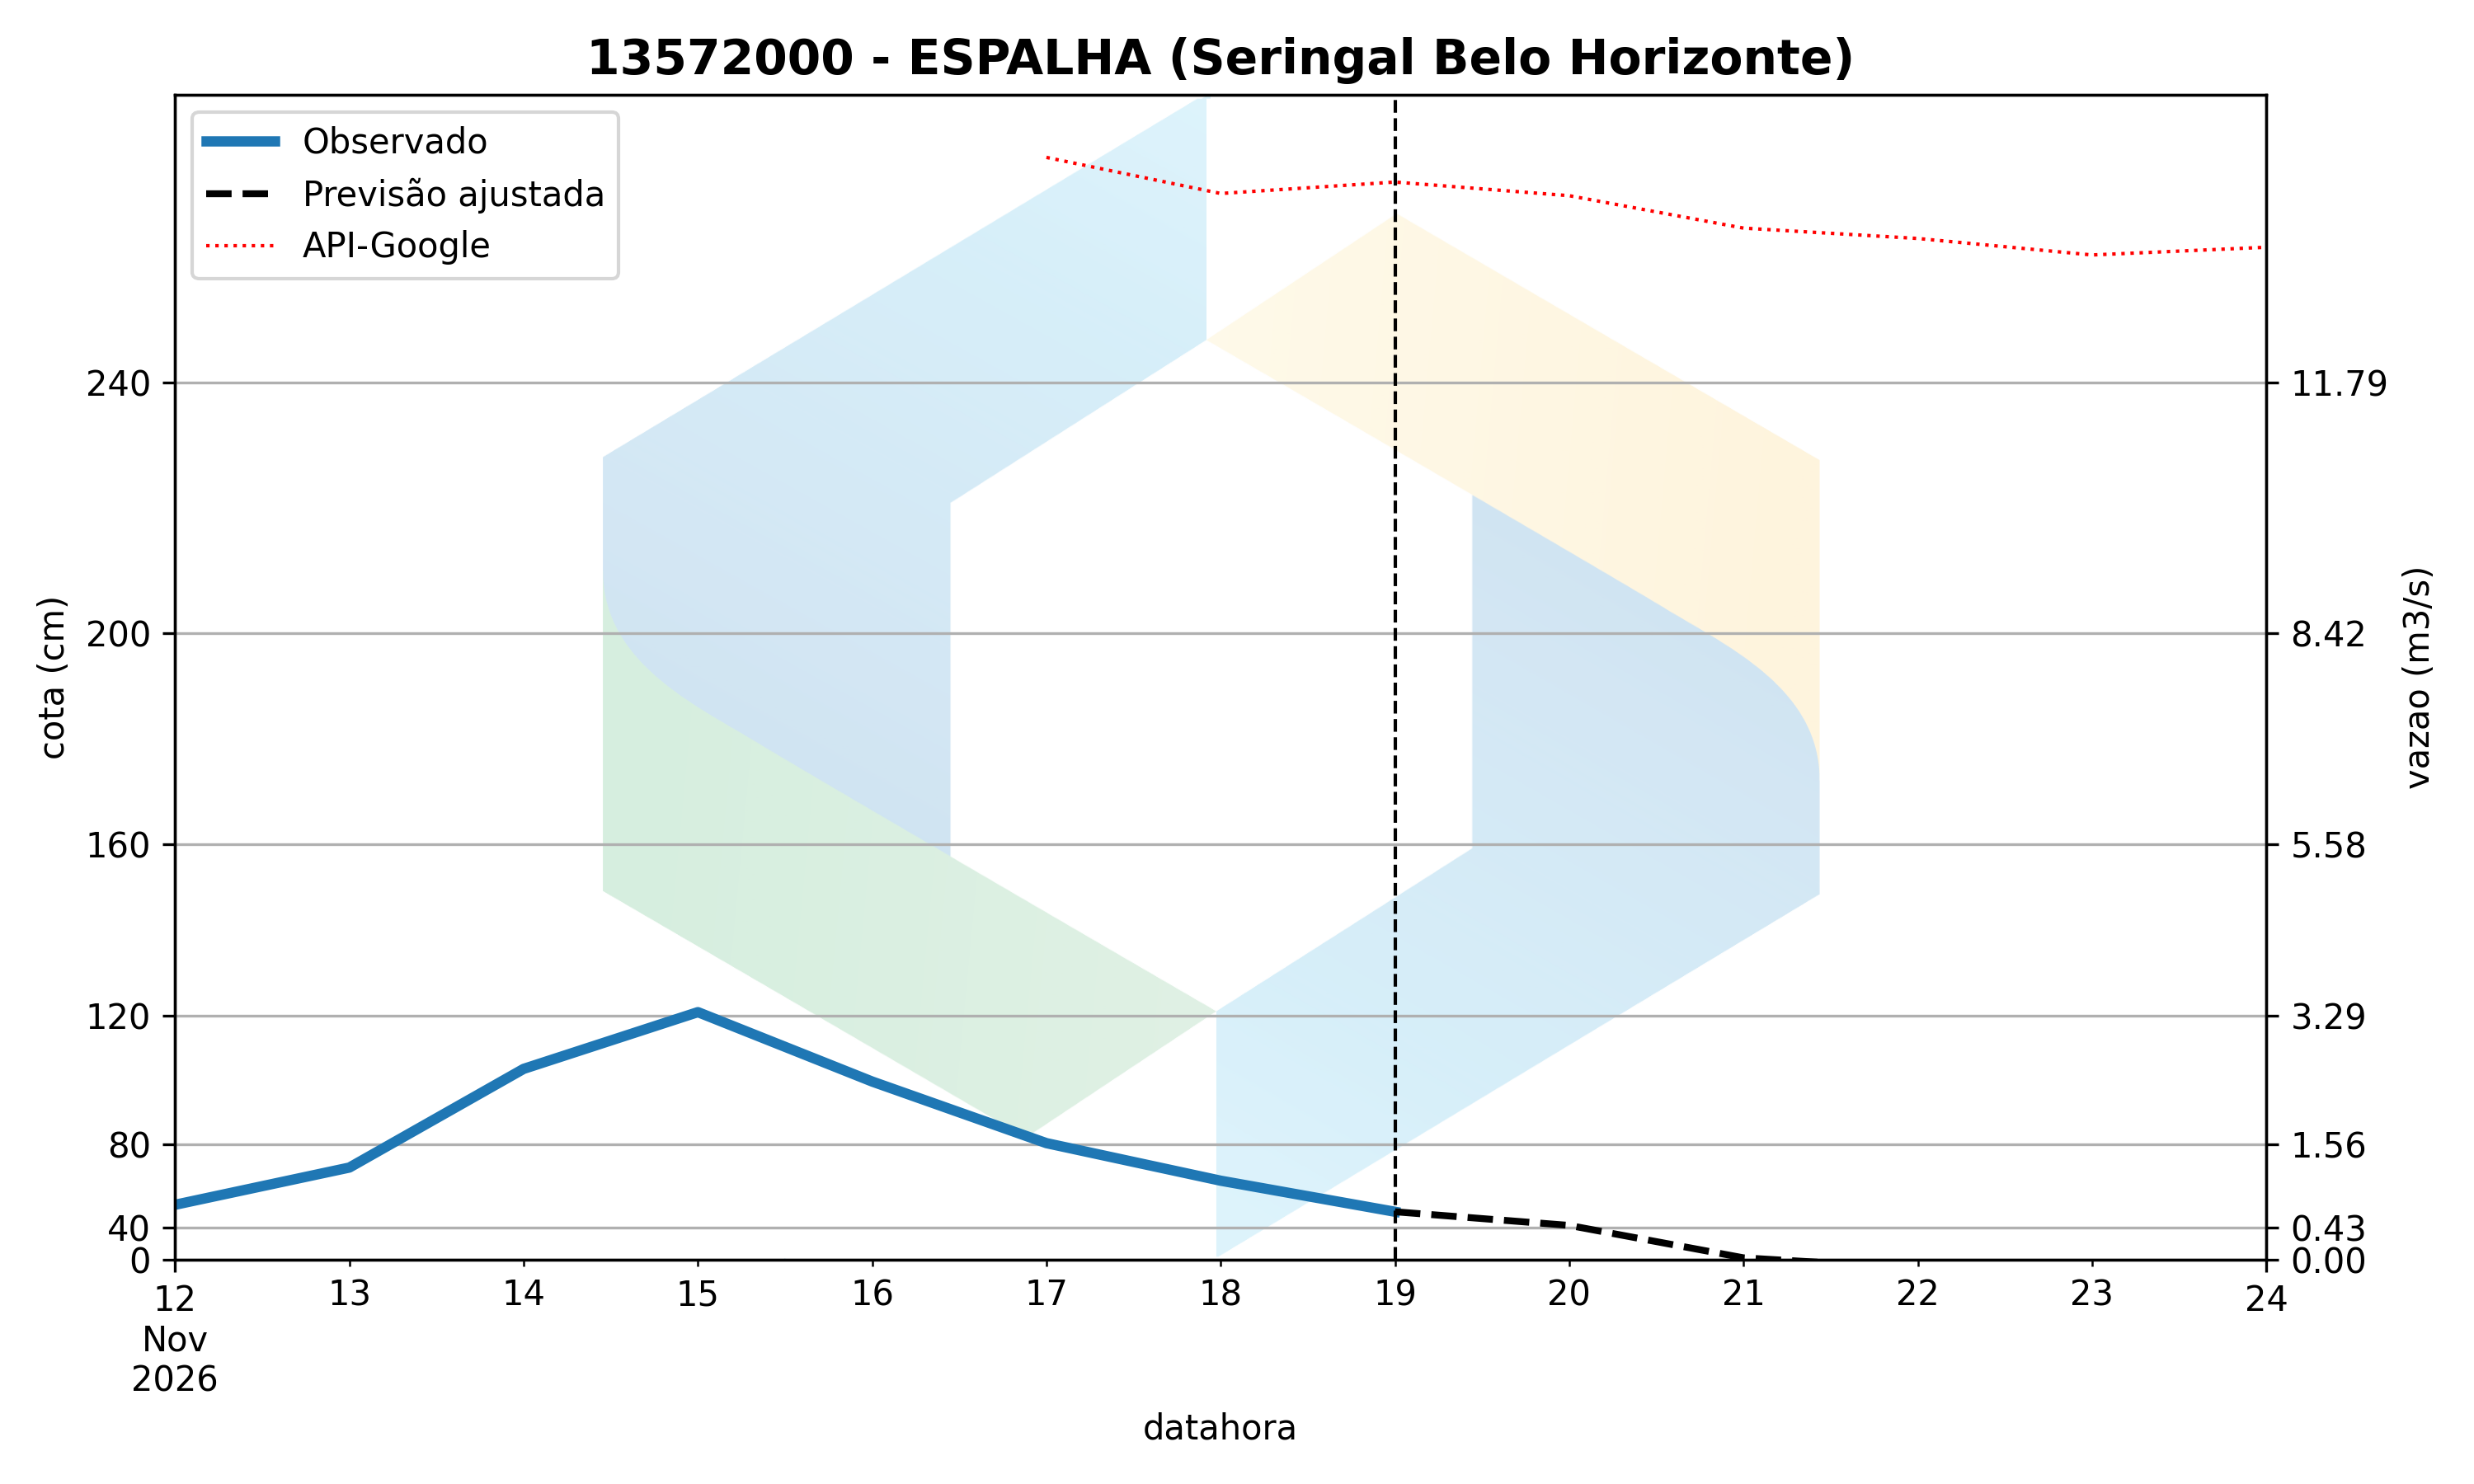 13572000 - ESPALHA (Seringal Belo Horizonte)
Observado
Previsão ajustada
API-Google
cota (cm)
240
200
160
120
80
40
0
11.79
8.42
5.58
3.29
1.56
0.43
0.00
vazao (m3/s)
12 13 14 15 16 17 18 19 20 21 22 23 24
Nov
2026
datahora